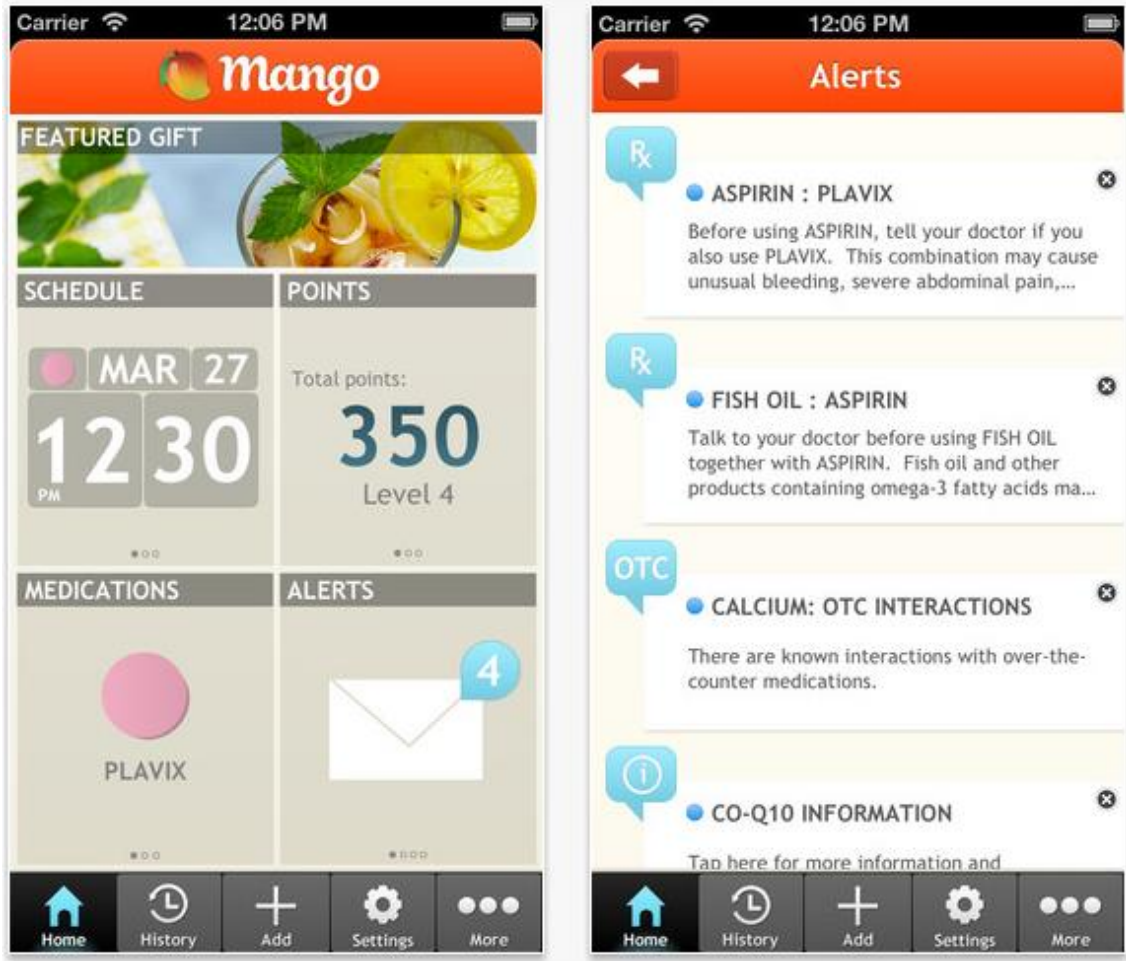 Carrier 12:06 PM
Mango
FEATURED GIFT
SCHEDULE
MAR 27
12 30
PM
POINTS
Total points:
350
Level 4
MEDICATIONS
PLAVIX
ALERTS
4
Home History Add Settings More
Carrier 12:06 PM
Alerts
Rx
ASPIRIN : PLAVIX
Before using ASPIRIN, tell your doctor if you
also use PLAVIX. This combination may cause
unusual bleeding, severe abdominal pain,...
Rx
FISH OIL : ASPIRIN
Talk to your doctor before using FISH OIL
together with ASPIRIN. Fish oil and other
products containing omega-3 fatty acids ma...
OTC
CALCIUM: OTC INTERACTIONS
There are known interactions with over-the-
counter medications.
i
CO-Q10 INFORMATION
Tap here for more information and
Home History Add Settings More